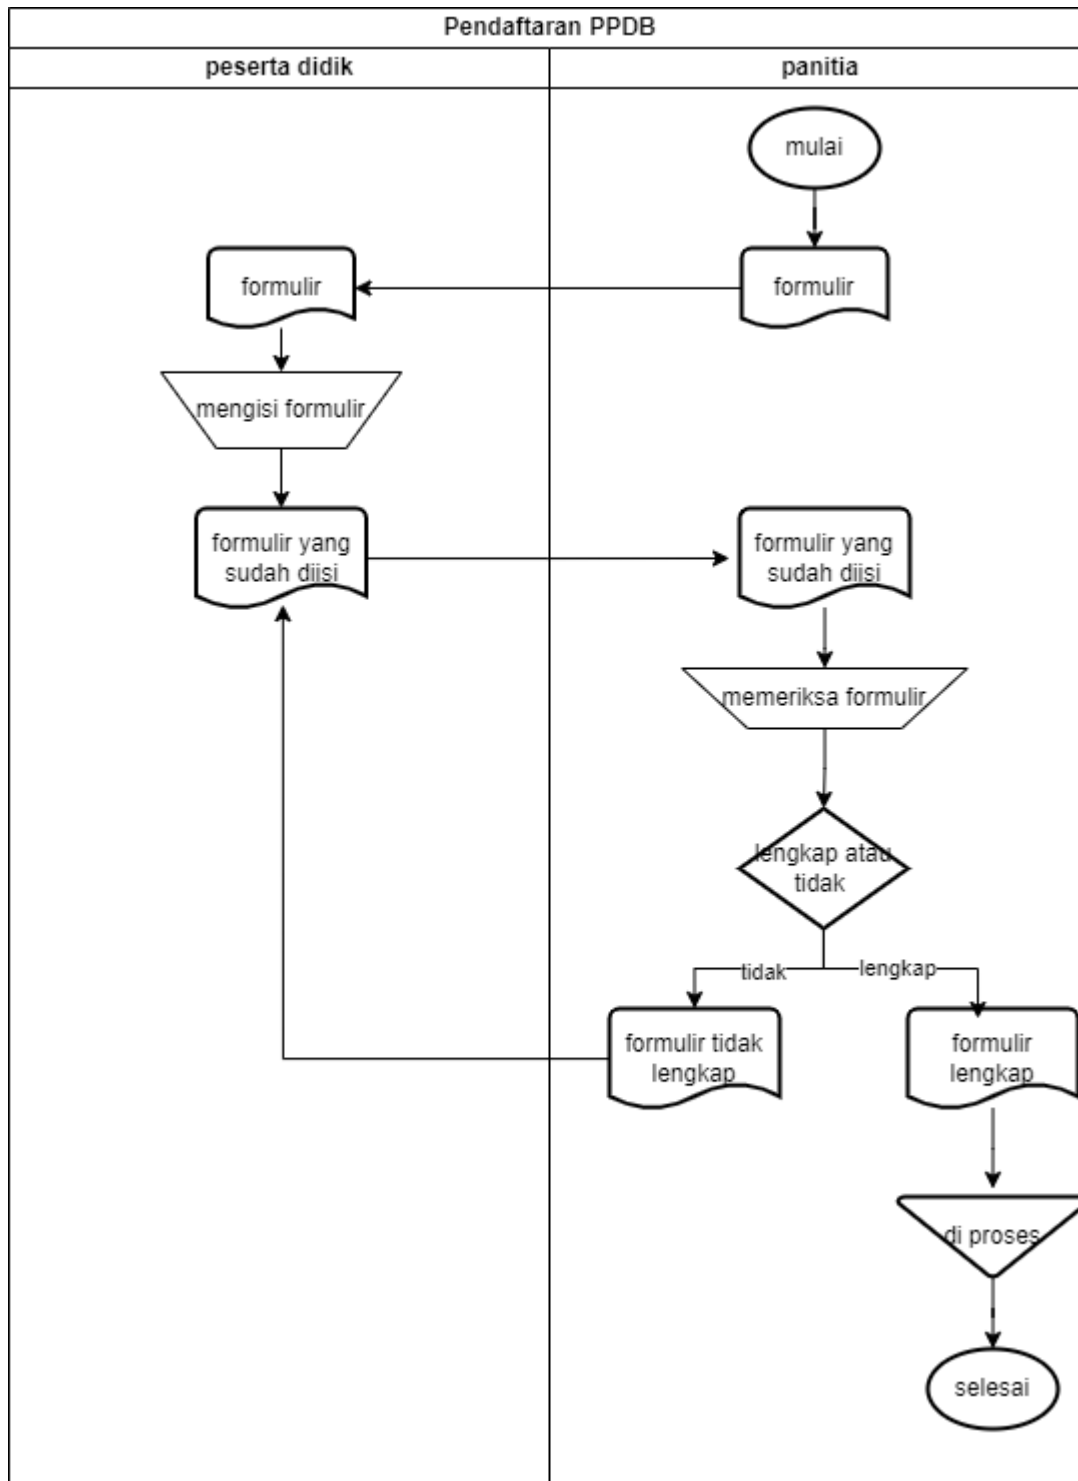 Pendaftaran PPDB
peserta didik
panitia
mulai
formulir
formulir
mengisi formulir
formulir yang
sudah diisi
formulir yang
sudah diisi
memeriksa formulir
lengkap atau
tidak
tidak
lengkap
formulir tidak
lengkap
formulir
lengkap
di proses
selesai